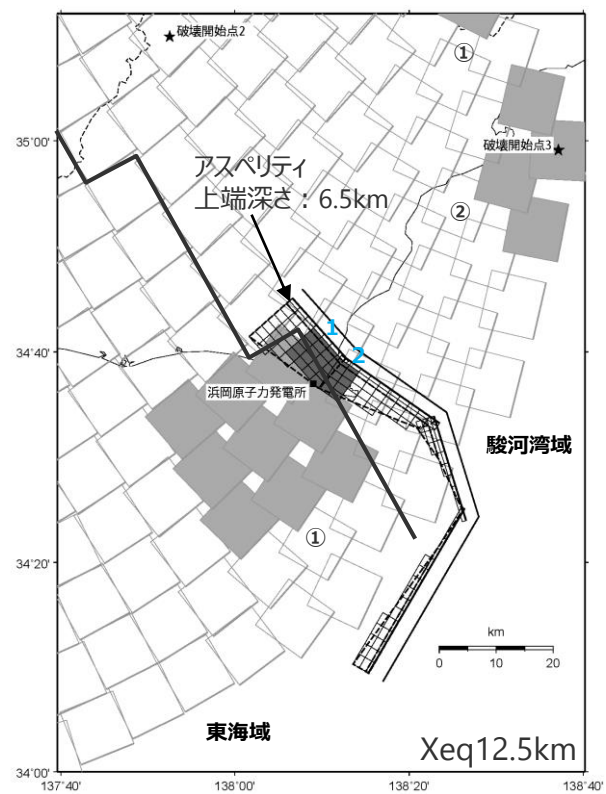 破壊開始点2
①
35°00'
破壊開始点3
アスペリティ
上端深さ：6.5km
②
1
34°40'
2
浜岡原子力発電所
駿河湾域
①
34°20'
km
0 10 20
東海域
Xeq12.5km
34°00'
137°40' 138°00' 138°20' 138°40'